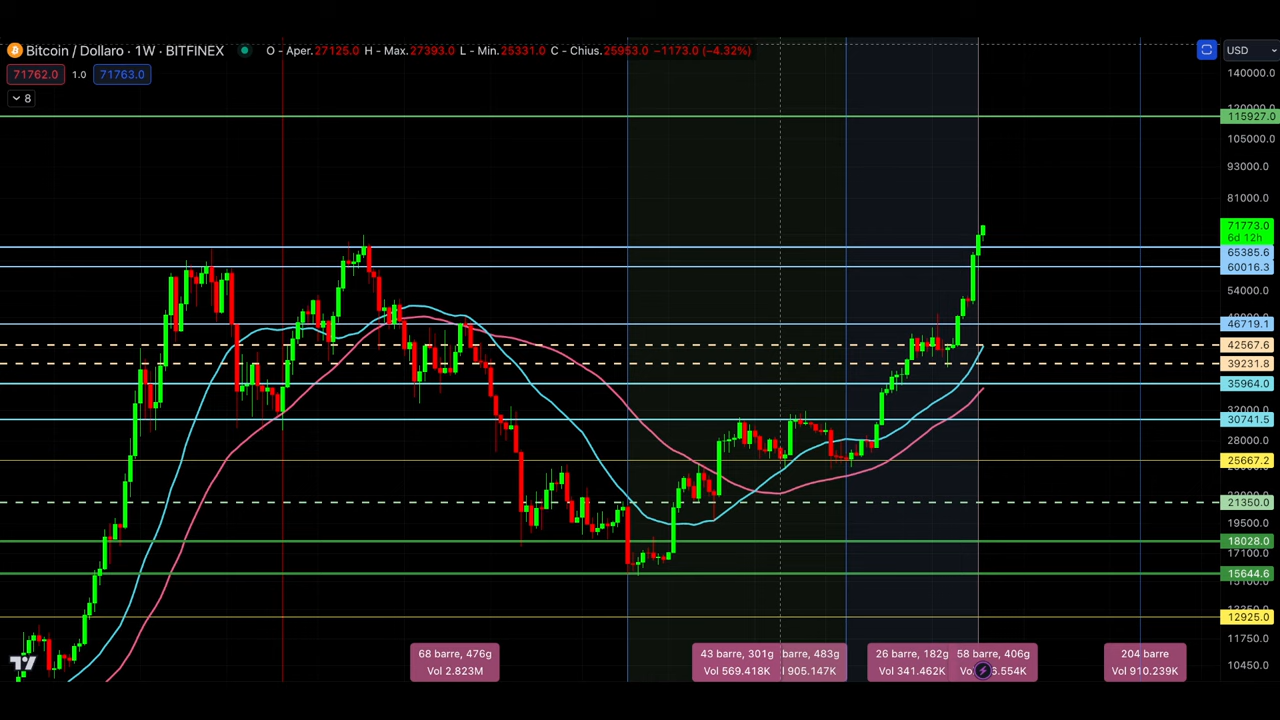 Bitcoin / Dollaro · 1W · BITFINEX O - Aper.27125.0 H - Max.27393.0 L - Min.25331.0 C - Chius.25953.0 −1173.0 (−4.32%)
USD
71762.0 1.0 71763.0
8
140000.0
115927.0
105000.0
93000.0
81000.0
71773.0
6d 12h
65385.6
60016.3
54000.0
46719.1
42567.6
39231.8
35964.0
32000.0
30741.5
28000.0
25667.2
21350.0
19500.0
18028.0
17100.0
15644.6
12925.0
11750.0
10450.0
68 barre, 476g
Vol 2.823M
43 barre, 301g
Vol 569.418K
barre, 483g
905.147K
26 barre, 182g
Vol 341.462K
58 barre, 406g
5.554K
204 barre
Vol 910.239K